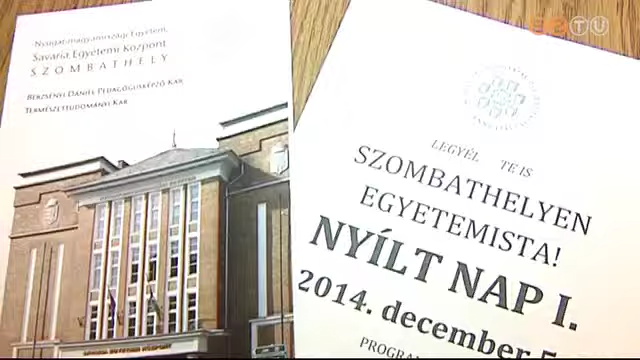 Nyugat-magyarországi Egyetem,
Savaria Egyetemi Központ
SZOMBATHELY
Berzsenyi Dániel Pedagógusképző Kar
Természettudományi Kar
LEGYÉL TE IS
SZOMBATHELYEN
EGYETEMISTA!
NYÍLT NAP I.
2014. december 5